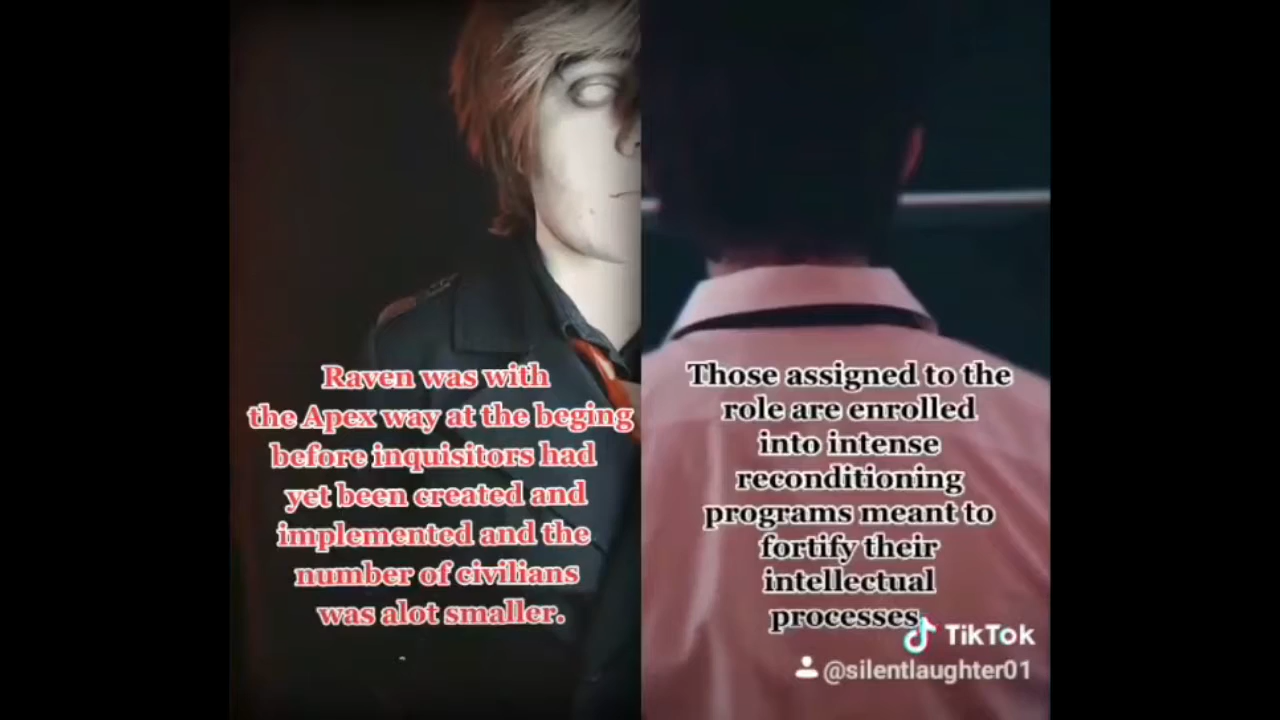 Raven was with
the Apex way at the beging
before inquisitors had
yet been created and
implemented and the
number of civilians
was alot smaller.
Those assigned to the
role are enrolled
into intense
reconditioning
programs meant to
fortify their
intellectual
processes.
TikTok
@silentlaughter01